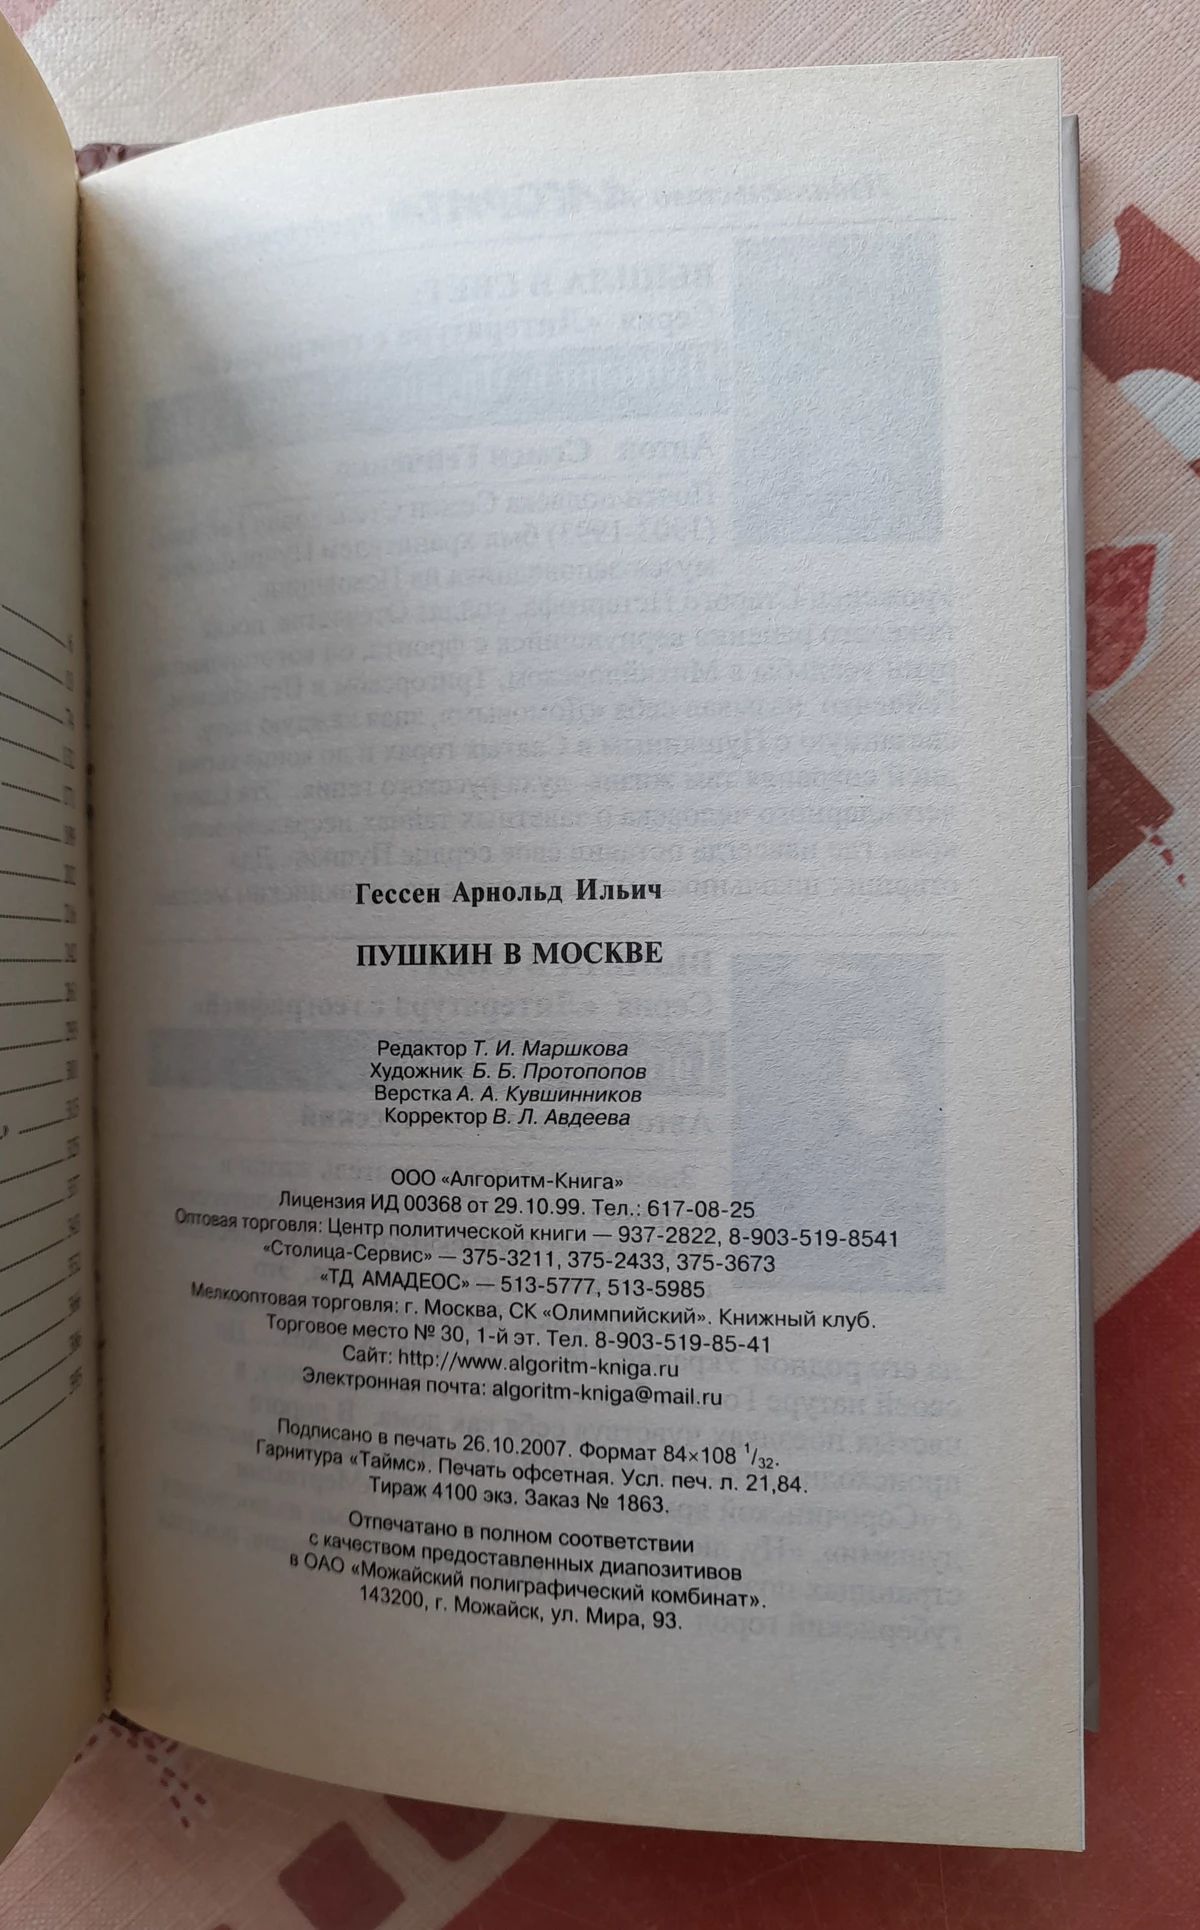 Гессен Арнольд Ильич
ПУШКИН В МОСКВЕ
Редактор Т. И. Маршкова
Художник Б. Б. Протопопов
Верстка А. А. Кувшинников
Корректор В. Л. Авдеева
ООО «Алгоритм-Книга»
Лицензия ИД 00368 от 29.10.99. Тел.: 617-08-25
Оптовая торговля: Центр политической книги — 937-2822, 8-903-519-8541
«Столица-Сервис» — 375-3211, 375-2433, 375-3673
«ТД АМАДЕОС» — 513-5777, 513-5985
Мелкооптовая торговля: г. Москва, СК «Олимпийский». Книжный клуб.
Торговое место № 30, 1-й эт. Тел. 8-903-519-85-41
Сайт: http://www.algoritm-kniga.ru
Электронная почта: algoritm-kniga@mail.ru
Подписано в печать 26.10.2007. Формат 84×108 1/32.
Гарнитура «Таймс». Печать офсетная. Усл. печ. л. 21,84.
Тираж 4100 экз. Заказ № 1863.
Отпечатано в полном соответствии
с качеством предоставленных диапозитивов
в ОАО «Можайский полиграфический комбинат».
143200, г. Можайск, ул. Мира, 93.